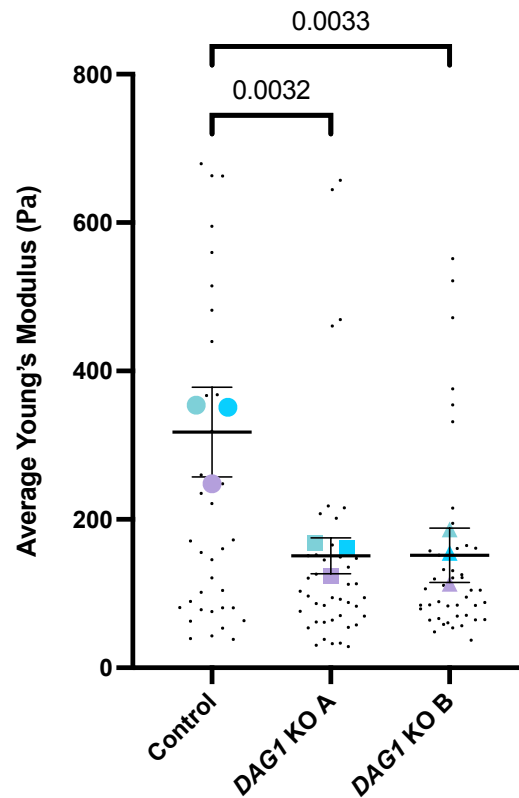 0.0033
0.0032
800
600
400
200
0
Average Young's Modulus (Pa)
Control
DAG1 KO A
DAG1 KO B